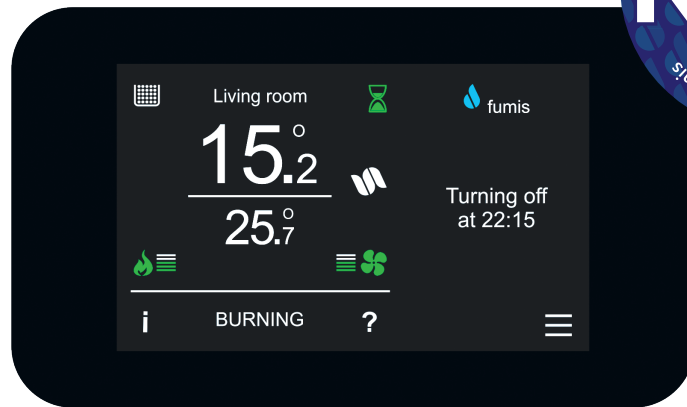 Living room
fumis
15.2°
Turning off
at 22:15
25.7°
i BURNING ?